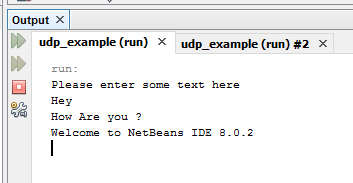 Output ×
udp_example (run) × udp_example (run) #2 ×
run:
Please enter some text here
Hey
How Are you ?
Welcome to NetBeans IDE 8.0.2